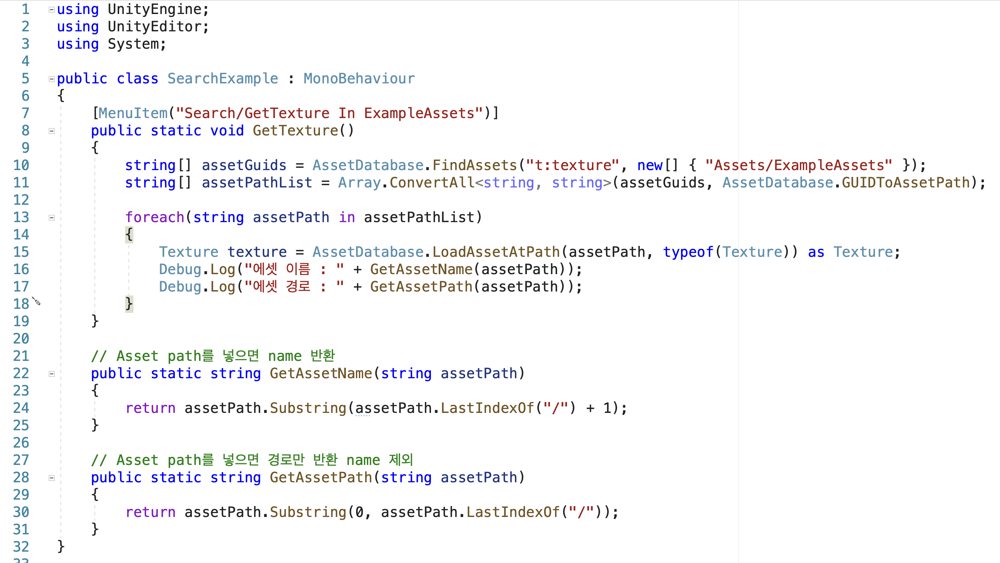 1 using UnityEngine;
2 using UnityEditor;
3 using System;
4
5 public class SearchExample : MonoBehaviour
6 {
7     [MenuItem("Search/GetTexture In ExampleAssets")]
8     public static void GetTexture()
9     {
10         string[] assetGuids = AssetDatabase.FindAssets("t:texture", new[] { "Assets/ExampleAssets" });
11         string[] assetPathList = Array.ConvertAll<string, string>(assetGuids, AssetDatabase.GUIDToAssetPath);
12
13         foreach(string assetPath in assetPathList)
14         {
15             Texture texture = AssetDatabase.LoadAssetAtPath(assetPath, typeof(Texture)) as Texture;
16             Debug.Log("에셋 이름 : " + GetAssetName(assetPath));
17             Debug.Log("에셋 경로 : " + GetAssetPath(assetPath));
18         }
19     }
20
21     // Asset path를 넣으면 name 반환
22     public static string GetAssetName(string assetPath)
23     {
24         return assetPath.Substring(assetPath.LastIndexOf("/") + 1);
25     }
26
27     // Asset path를 넣으면 경로만 반환 name 제외
28     public static string GetAssetPath(string assetPath)
29     {
30         return assetPath.Substring(0, assetPath.LastIndexOf("/"));
31     }
32 }
33